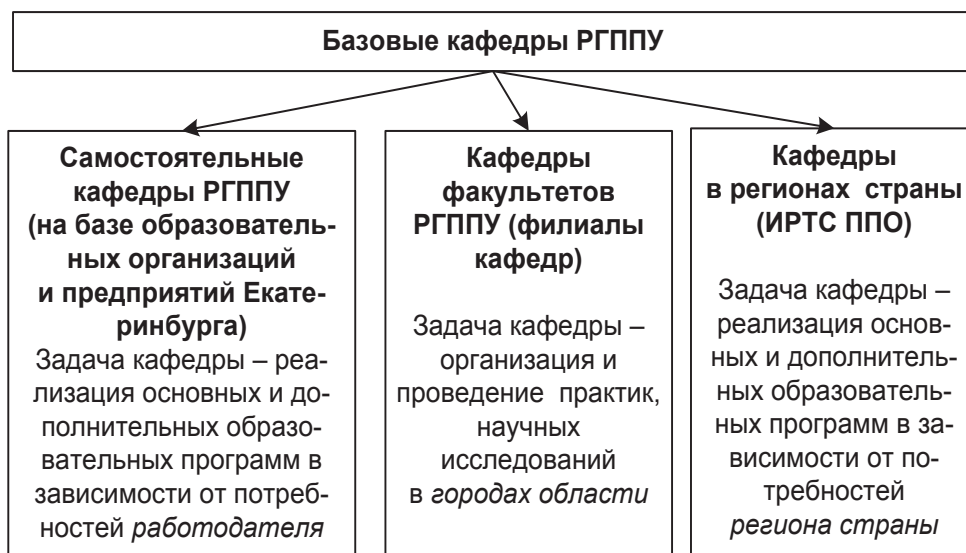 Базовые кафедры РГППУ
Самостоятельные
кафедры РГППУ
(на базе образователь-
ных организаций
и предприятий Екате-
ринбурга)
Задача кафедры – реа-
лизация основных и до-
полнительных образо-
вательных программ в
зависимости от потреб-
ностей работодателя
Кафедры
факультетов
РГППУ (филиалы
кафедр)
Задача кафедры –
организация и
проведение практик,
научных
исследований
в городах области
Кафедры
в регионах страны
(ИРТС ППО)
Задача кафедры –
реализация основ-
ных и дополнитель-
ных образователь-
ных программ в за-
висимости от по-
требностей
региона страны